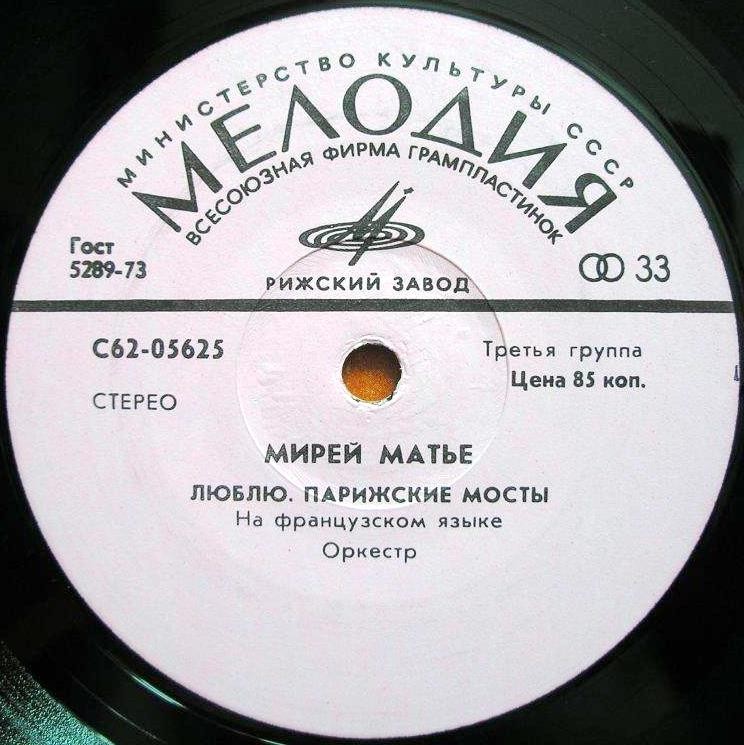 МИНИСТЕРСТВО КУЛЬТУРЫ СССР
МЕЛОДИЯ
ВСЕСОЮЗНАЯ ФИРМА ГРАМПЛАСТИНОК
Гост
5289-73
33
РИЖСКИЙ ЗАВОД
С62-05625
Третья группа
Цена 85 коп.
СТЕРЕО
МИРЕЙ МАТЬЕ
ЛЮБЛЮ. ПАРИЖСКИЕ МОСТЫ
На французском языке
Оркестр